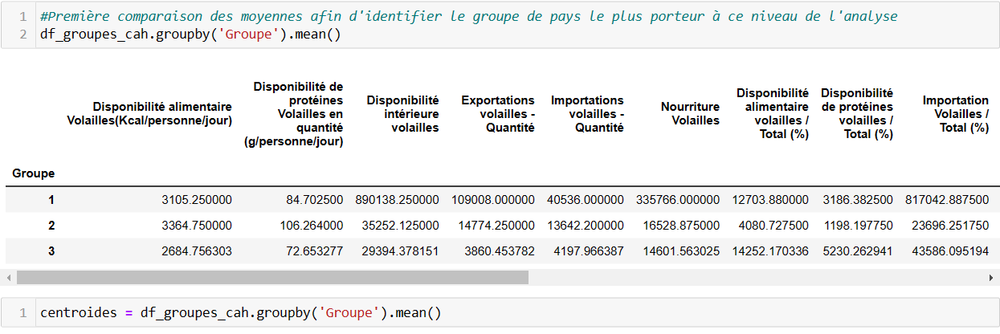 1 #Première comparaison des moyennes afin d'identifier le groupe de pays le plus porteur à ce niveau de l'analyse
2 df_groupes_cah.groupby('Groupe').mean()
Disponibilité alimentaire Volailles(Kcal/personne/jour) Disponibilité de protéines Volailles en quantité (g/personne/jour) Disponibilité intérieure volailles Exportations volailles - Quantité Importations volailles - Quantité Nourriture Volailles Disponibilité alimentaire volailles / Total (%) Disponibilité de protéines volailles / Total (%) Importation Volailles / Total (%)
Groupe
1 3105.250000 84.702500 890138.250000 109008.000000 40536.000000 335766.000000 12703.880000 3186.382500 817042.887500
2 3364.750000 106.264000 35252.125000 14774.250000 13642.200000 16528.875000 4080.727500 1198.197750 23696.251750
3 2684.756303 72.653277 29394.378151 3860.453782 4197.966387 14601.563025 14252.170336 5230.262941 43586.095194
1 centroides = df_groupes_cah.groupby('Groupe').mean()